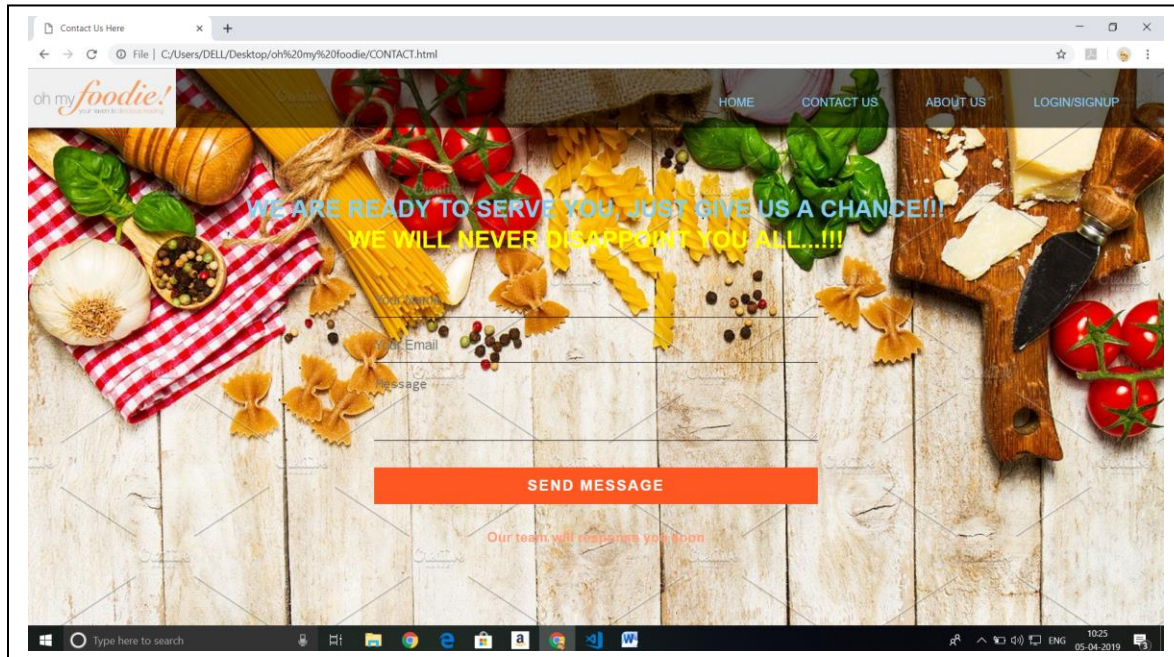 Contact Us Here
File | C:/Users/DELL/Desktop/oh%20my%20foodie/CONTACT.html
oh my foodie!
HOME CONTACT US ABOUT US LOGIN/SIGNUP
WE ARE READY TO SERVE YOU, JUST GIVE US A CHANCE!!!
WE WILL NEVER DISAPPOINT YOU ALL...!!!
Your Name
Your Email
Message
SEND MESSAGE
Our team will response you soon
Type here to search
ENG
10:25
05-04-2019